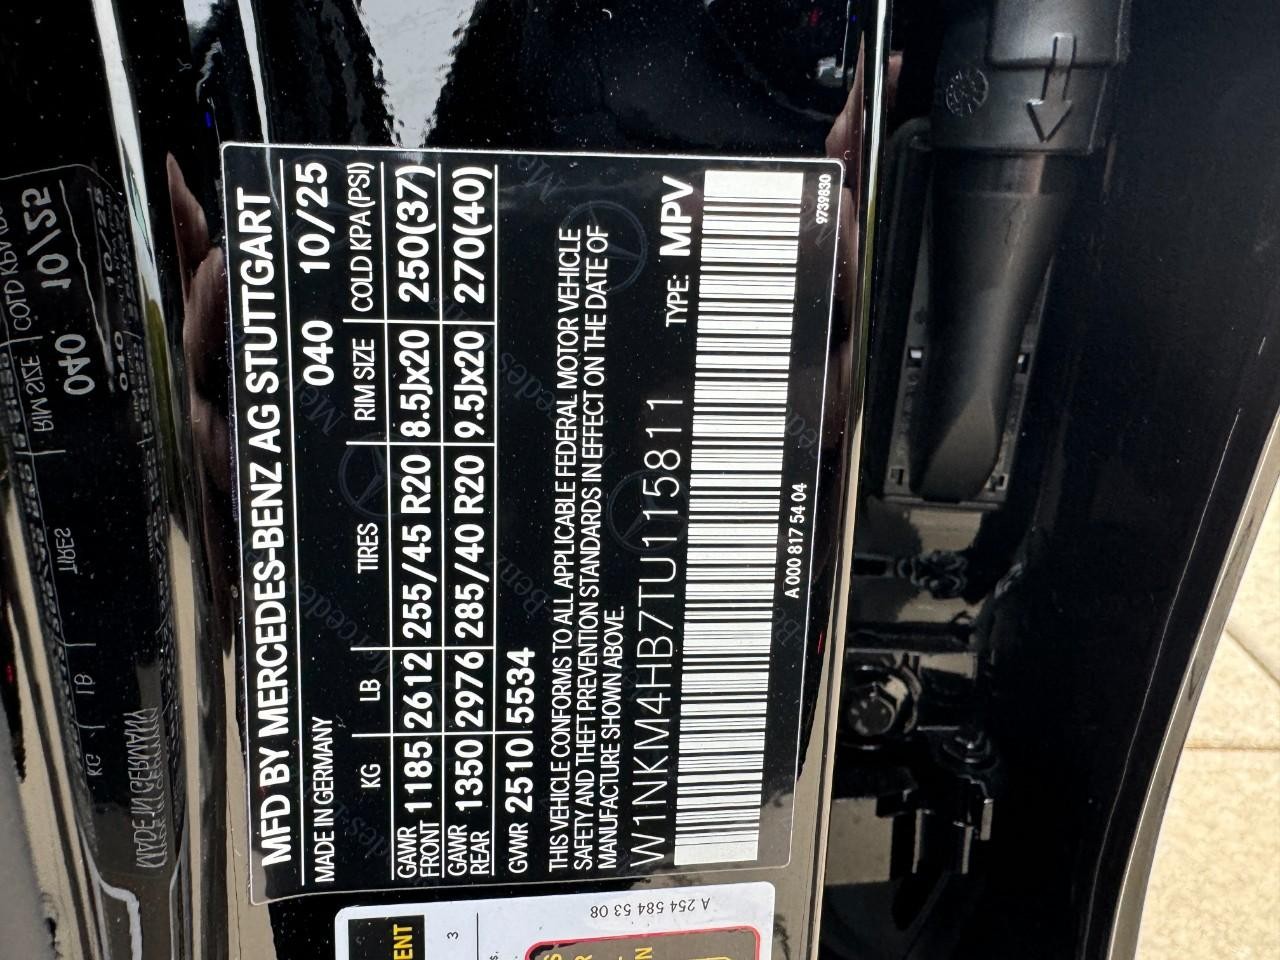 MFD BY MERCEDES-BENZ AG STUTTGART
MADE IN GERMANY 040 10/25
KG LB TIRES RIM SIZE COLD KPA (PSI)
GAWR FRONT 1185 2612 255/45 R20 8.5Jx20 250(37)
GAWR REAR 1350 2976 285/40 R20 9.5Jx20 270(40)
GVWR 2510 5534
THIS VEHICLE CONFORMS TO ALL APPLICABLE FEDERAL MOTOR VEHICLE
SAFETY AND THEFT PREVENTION STANDARDS IN EFFECT ON THE DATE OF
MANUFACTURE SHOWN ABOVE.
TYPE: MPV
W1NKM4HB7TU115811
A 000 817 54 04
9739830
A 254 584 53 08
3